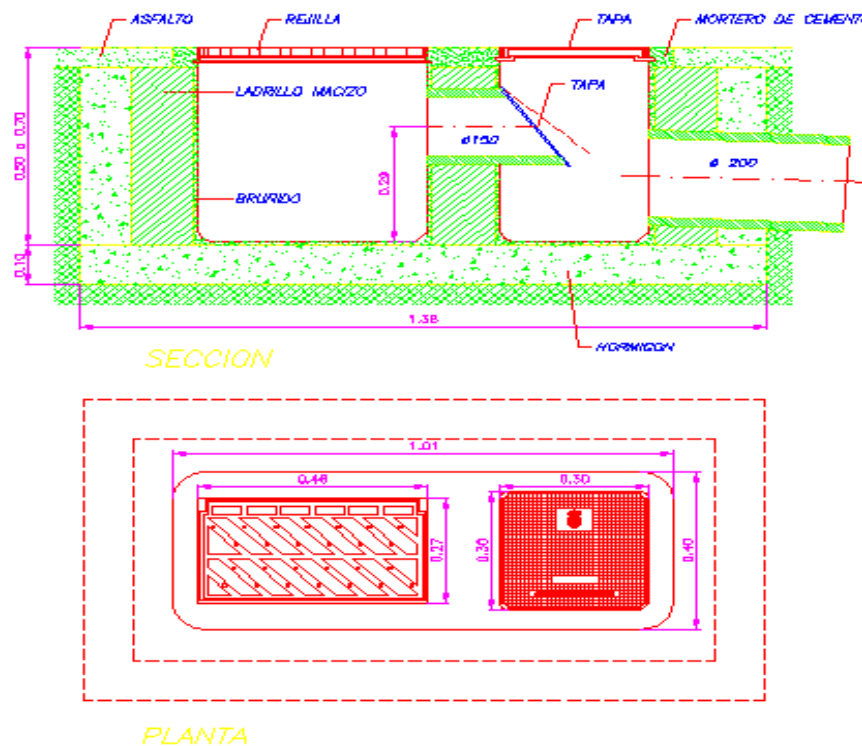 ASFALTO
REJILLA
TAPA
MORTERO DE CEMENT
LADRILLO MACIZO
TAPA
ø150
ø 200
0.50 a 0.70
0.29
BRUÑIDO
0.10
1.38
HORMIGON
SECCION
1.01
0.46
0.30
0.27
0.30
0.40
PLANTA